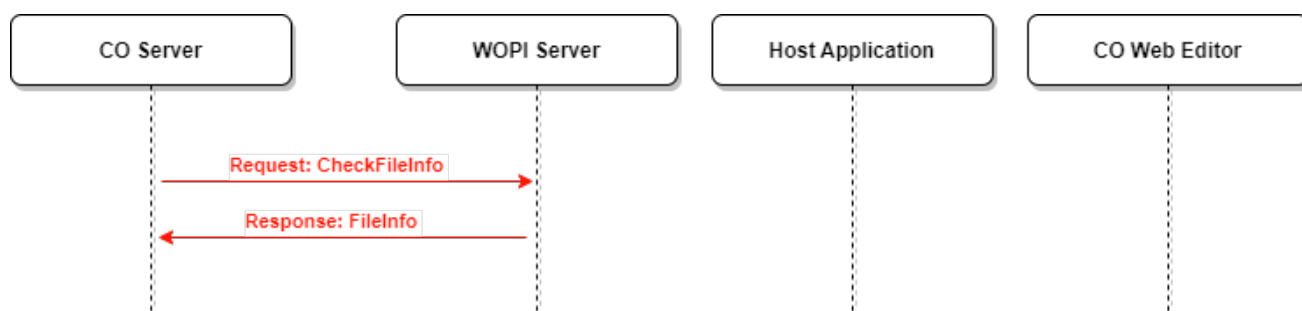 CO Server
WOPI Server
Host Application
CO Web Editor
Request: CheckFileInfo
Response: FileInfo